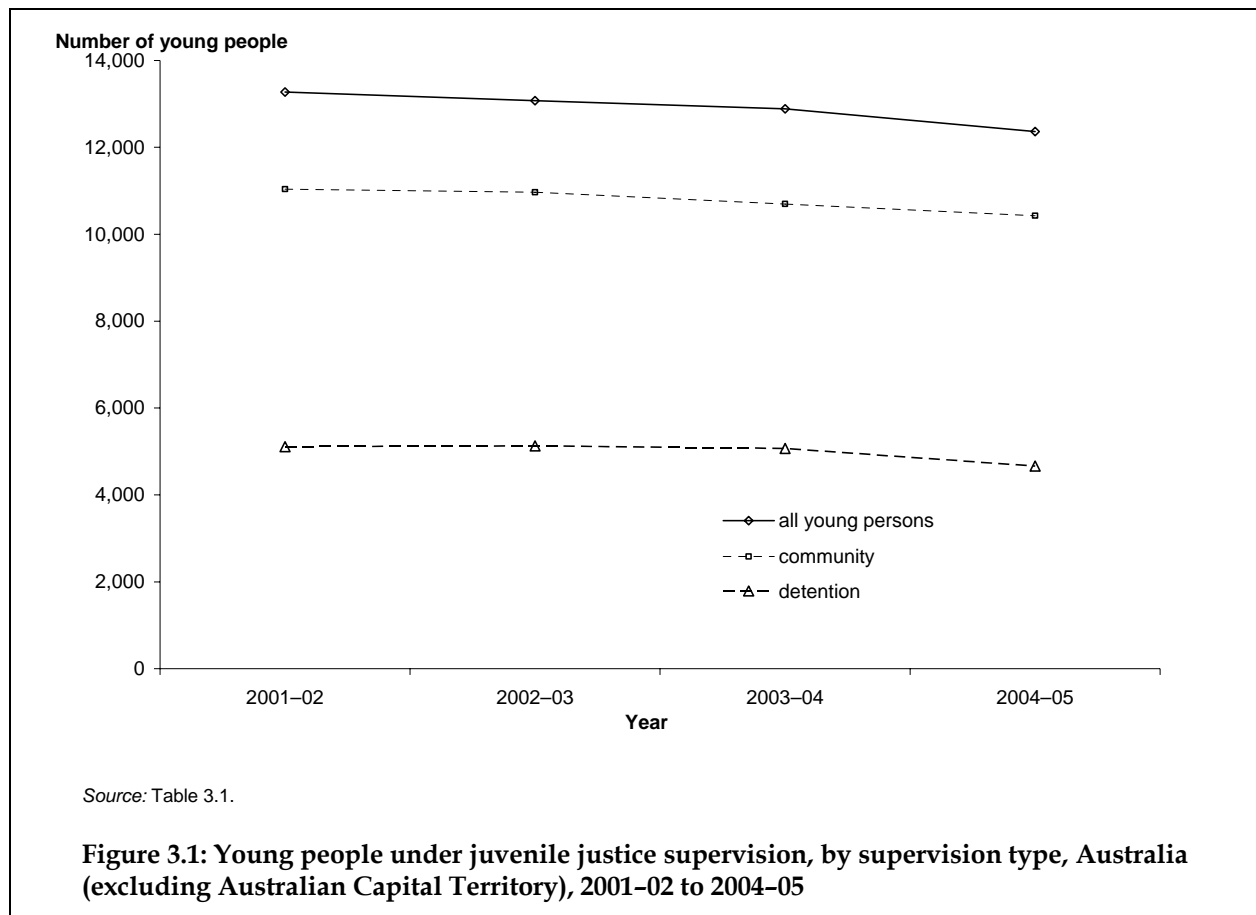 Number of young people
14,000
12,000
10,000
8,000
6,000
4,000
2,000
0
all young persons
community
detention
2001–02 2002–03 2003–04 2004–05
Year
Source: Table 3.1.
Figure 3.1: Young people under juvenile justice supervision, by supervision type, Australia
(excluding Australian Capital Territory), 2001–02 to 2004–05